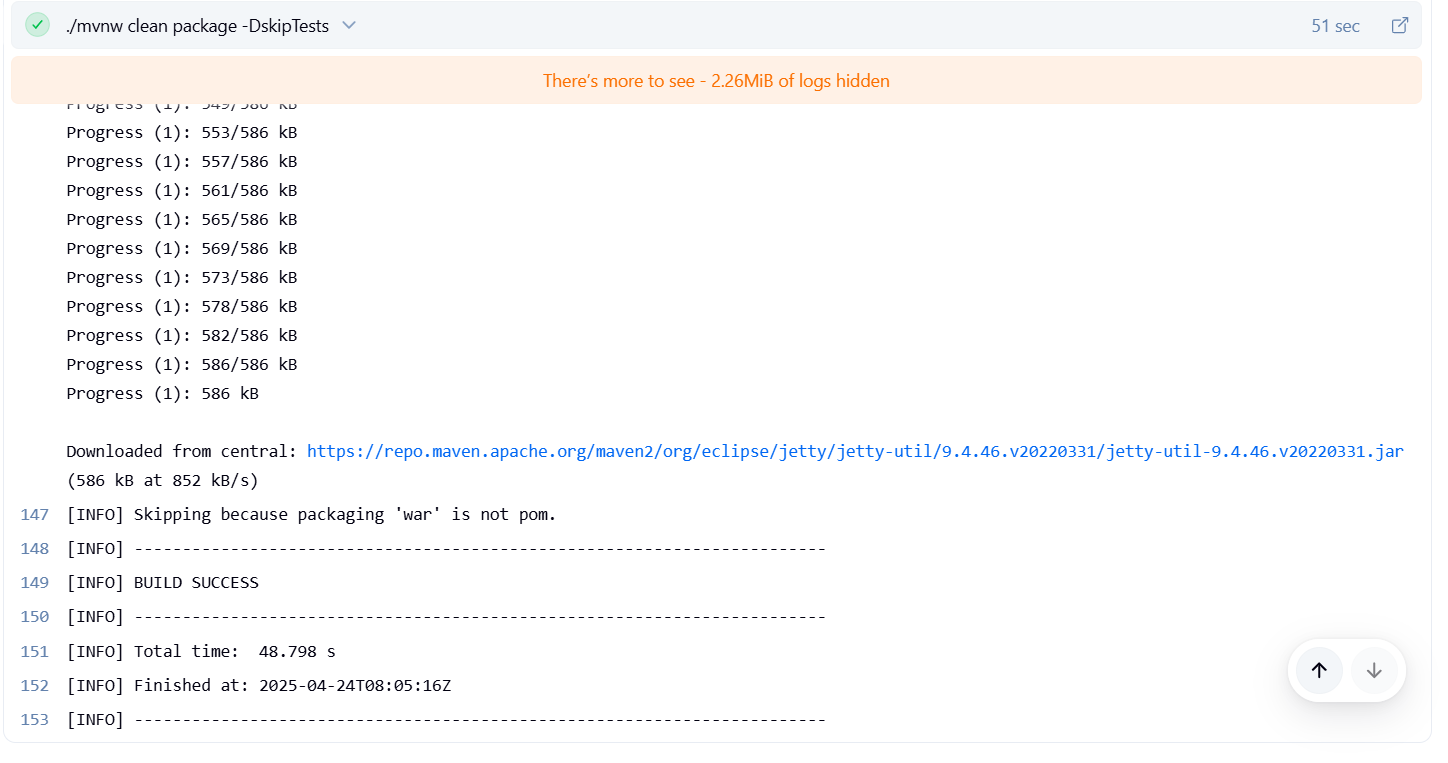 ./mvnw clean package -DskipTests
51 sec
There's more to see - 2.26MiB of logs hidden
Progress (1): 549/586 kB
Progress (1): 553/586 kB
Progress (1): 557/586 kB
Progress (1): 561/586 kB
Progress (1): 565/586 kB
Progress (1): 569/586 kB
Progress (1): 573/586 kB
Progress (1): 578/586 kB
Progress (1): 582/586 kB
Progress (1): 586/586 kB
Progress (1): 586 kB
Downloaded from central: https://repo.maven.apache.org/maven2/org/eclipse/jetty/jetty-util/9.4.46.v20220331/jetty-util-9.4.46.v20220331.jar
(586 kB at 852 kB/s)
147 [INFO] Skipping because packaging 'war' is not pom.
148 [INFO] ------------------------------------------------------------------------
149 [INFO] BUILD SUCCESS
150 [INFO] ------------------------------------------------------------------------
151 [INFO] Total time:  48.798 s
152 [INFO] Finished at: 2025-04-24T08:05:16Z
153 [INFO] ------------------------------------------------------------------------